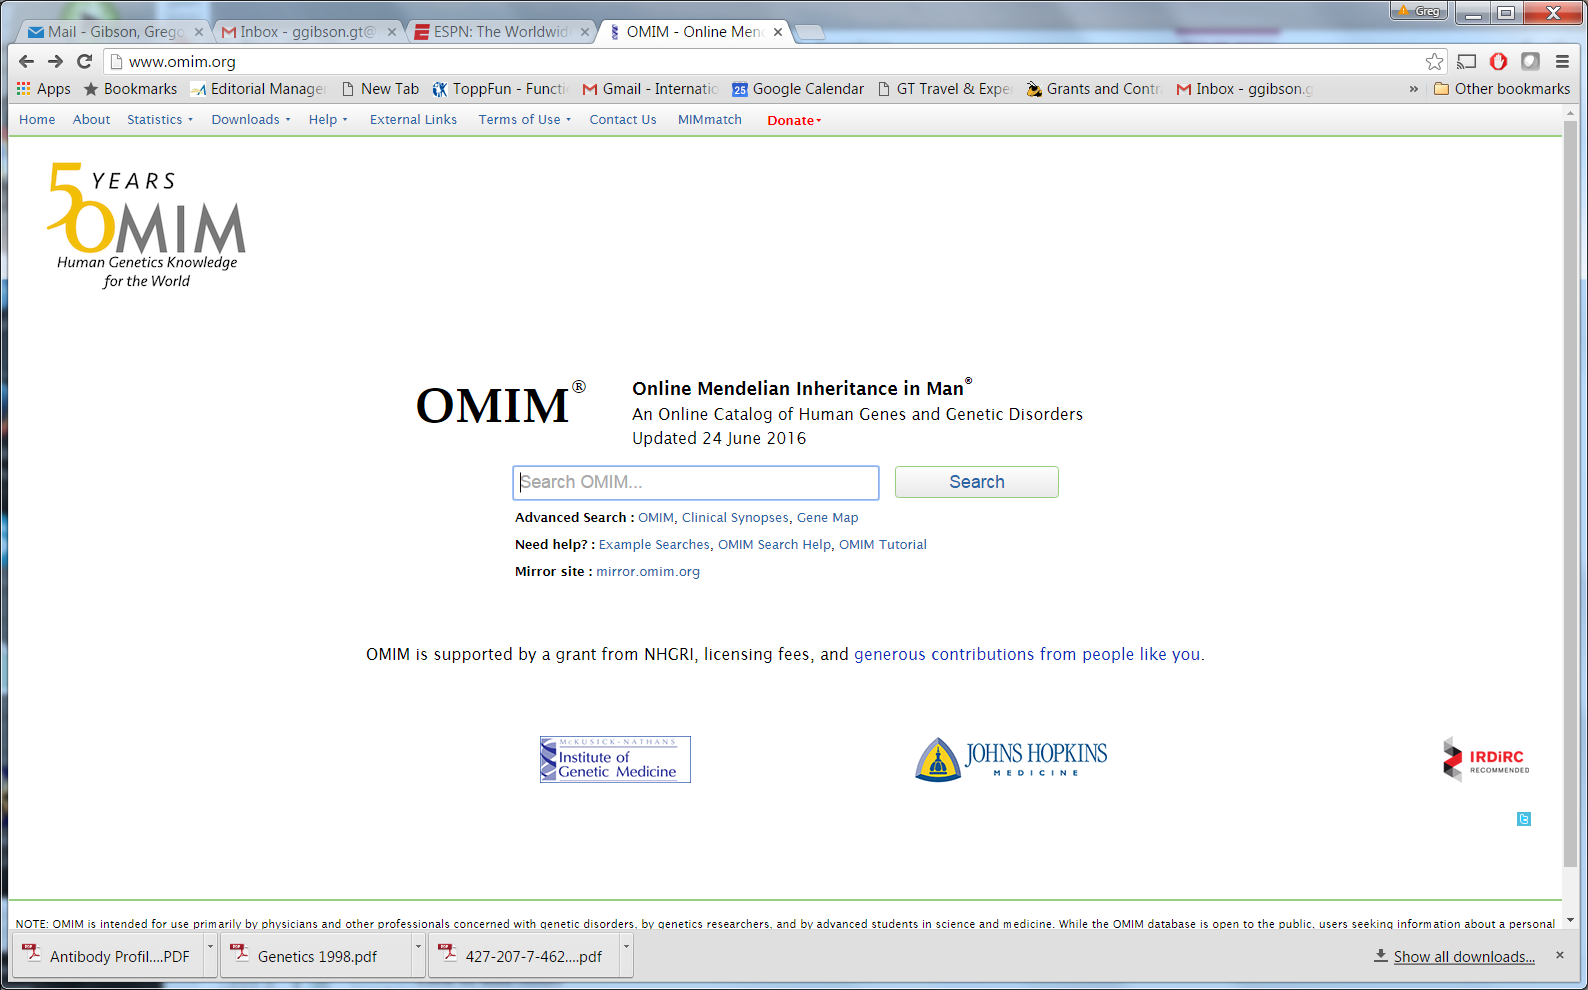 Greg
Mail - Gibson, Grego
Inbox - ggibson.gt@
ESPN: The Worldwid
OMIM - Online Mend
www.omim.org
Apps Bookmarks Editorial Manager New Tab ToppFun - Functi Gmail - Internatio 25 Google Calendar GT Travel & Expe Grants and Contr Inbox - ggibson.g » Other bookmarks
Home About Statistics Downloads Help External Links Terms of Use Contact Us MIMmatch Donate
50 YEARS
OMIM
Human Genetics Knowledge
for the World
OMIM®
Online Mendelian Inheritance in Man®
An Online Catalog of Human Genes and Genetic Disorders
Updated 24 June 2016
Search OMIM... Search
Advanced Search : OMIM, Clinical Synopses, Gene Map
Need help? : Example Searches, OMIM Search Help, OMIM Tutorial
Mirror site : mirror.omim.org
OMIM is supported by a grant from NHGRI, licensing fees, and generous contributions from people like you.
McKUSICK-NATHANS
Institute of
Genetic Medicine
JOHNS HOPKINS
MEDICINE
IRDiRC
RECOMMENDED
NOTE: OMIM is intended for use primarily by physicians and other professionals concerned with genetic disorders, by genetics researchers, and by advanced students in science and medicine. While the OMIM database is open to the public, users seeking information about a personal
Antibody Profil....PDF Genetics 1998.pdf 427-207-7-462....pdf Show all downloads...